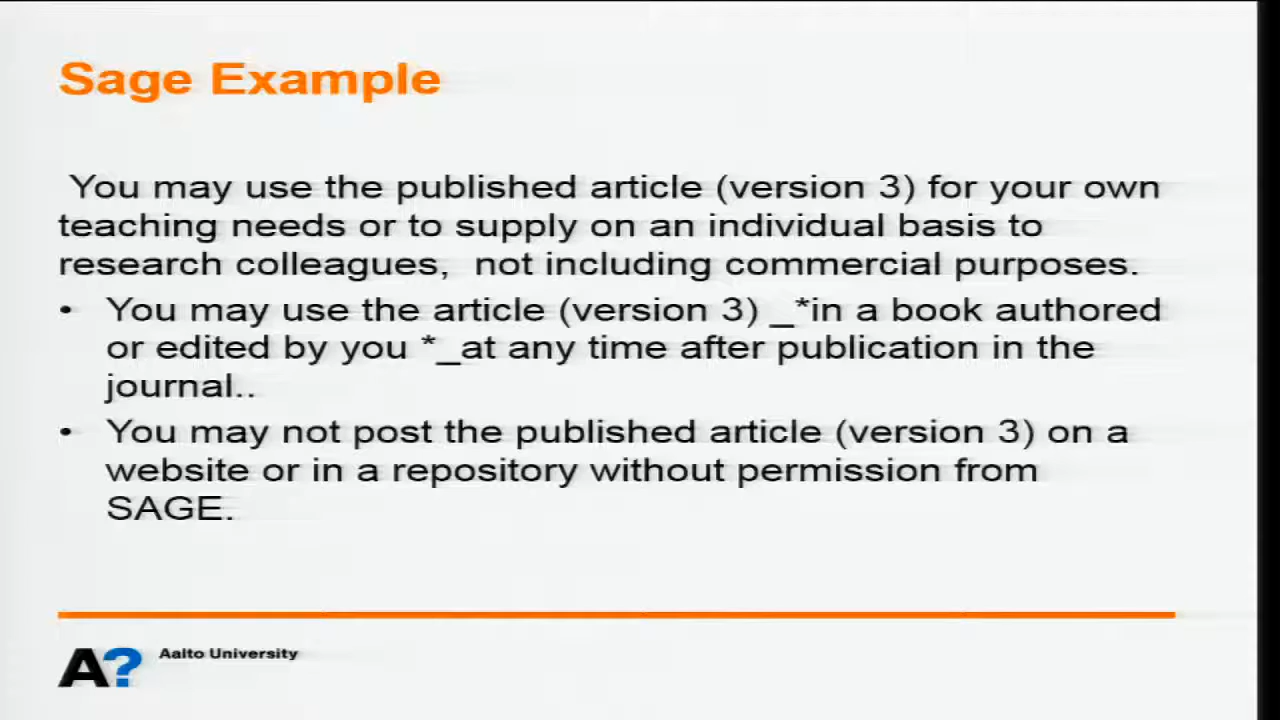 Sage Example
You may use the published article (version 3) for your own
teaching needs or to supply on an individual basis to
research colleagues, not including commercial purposes.
• You may use the article (version 3) _*in a book authored
or edited by you *_at any time after publication in the
journal..
• You may not post the published article (version 3) on a
website or in a repository without permission from
SAGE.
A?
Aalto University